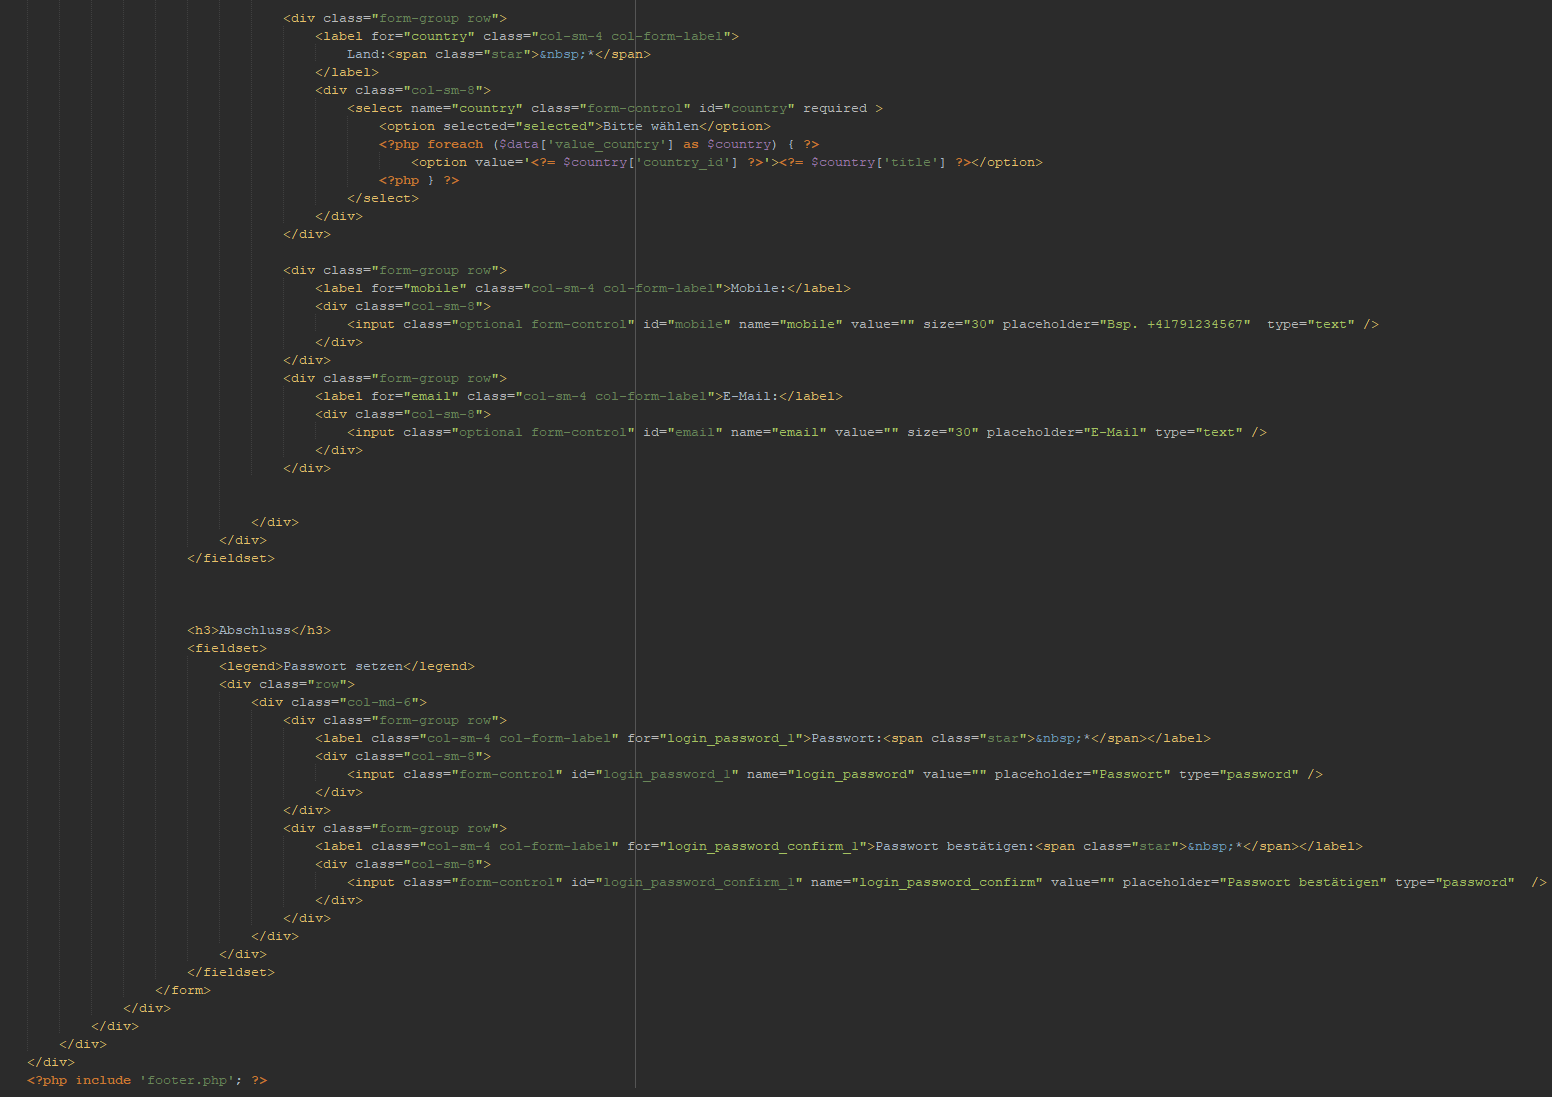 <div class="form-group row">
<label for="country" class="col-sm-4 col-form-label">
Land:<span class="star">&nbsp;*</span>
</label>
<div class="col-sm-8">
<select name="country" class="form-control" id="country" required >
<option selected="selected">Bitte wählen</option>
<?php foreach ($data['value_country'] as $country) { ?>
<option value='<?= $country['country_id'] ?>'><?= $country['title'] ?></option>
<?php } ?>
</select>
</div>
</div>
<div class="form-group row">
<label for="mobile" class="col-sm-4 col-form-label">Mobile:</label>
<div class="col-sm-8">
<input class="optional form-control" id="mobile" name="mobile" value="" size="30" placeholder="Bsp. +41791234567"  type="text" />
</div>
</div>
<div class="form-group row">
<label for="email" class="col-sm-4 col-form-label">E-Mail:</label>
<div class="col-sm-8">
<input class="optional form-control" id="email" name="email" value="" size="30" placeholder="E-Mail" type="text" />
</div>
</div>
</div>
</div>
</fieldset>
<h3>Abschluss</h3>
<fieldset>
<legend>Passwort setzen</legend>
<div class="row">
<div class="col-md-6">
<div class="form-group row">
<label class="col-sm-4 col-form-label" for="login_password_1">Passwort:<span class="star">&nbsp;*</span></label>
<div class="col-sm-8">
<input class="form-control" id="login_password_1" name="login_password" value="" placeholder="Passwort" type="password" />
</div>
</div>
<div class="form-group row">
<label class="col-sm-4 col-form-label" for="login_password_confirm_1">Passwort bestätigen:<span class="star">&nbsp;*</span></label>
<div class="col-sm-8">
<input class="form-control" id="login_password_confirm_1" name="login_password_confirm" value="" placeholder="Passwort bestätigen" type="password"  />
</div>
</div>
</div>
</div>
</fieldset>
</form>
</div>
</div>
</div>
</div>
<?php include 'footer.php'; ?>